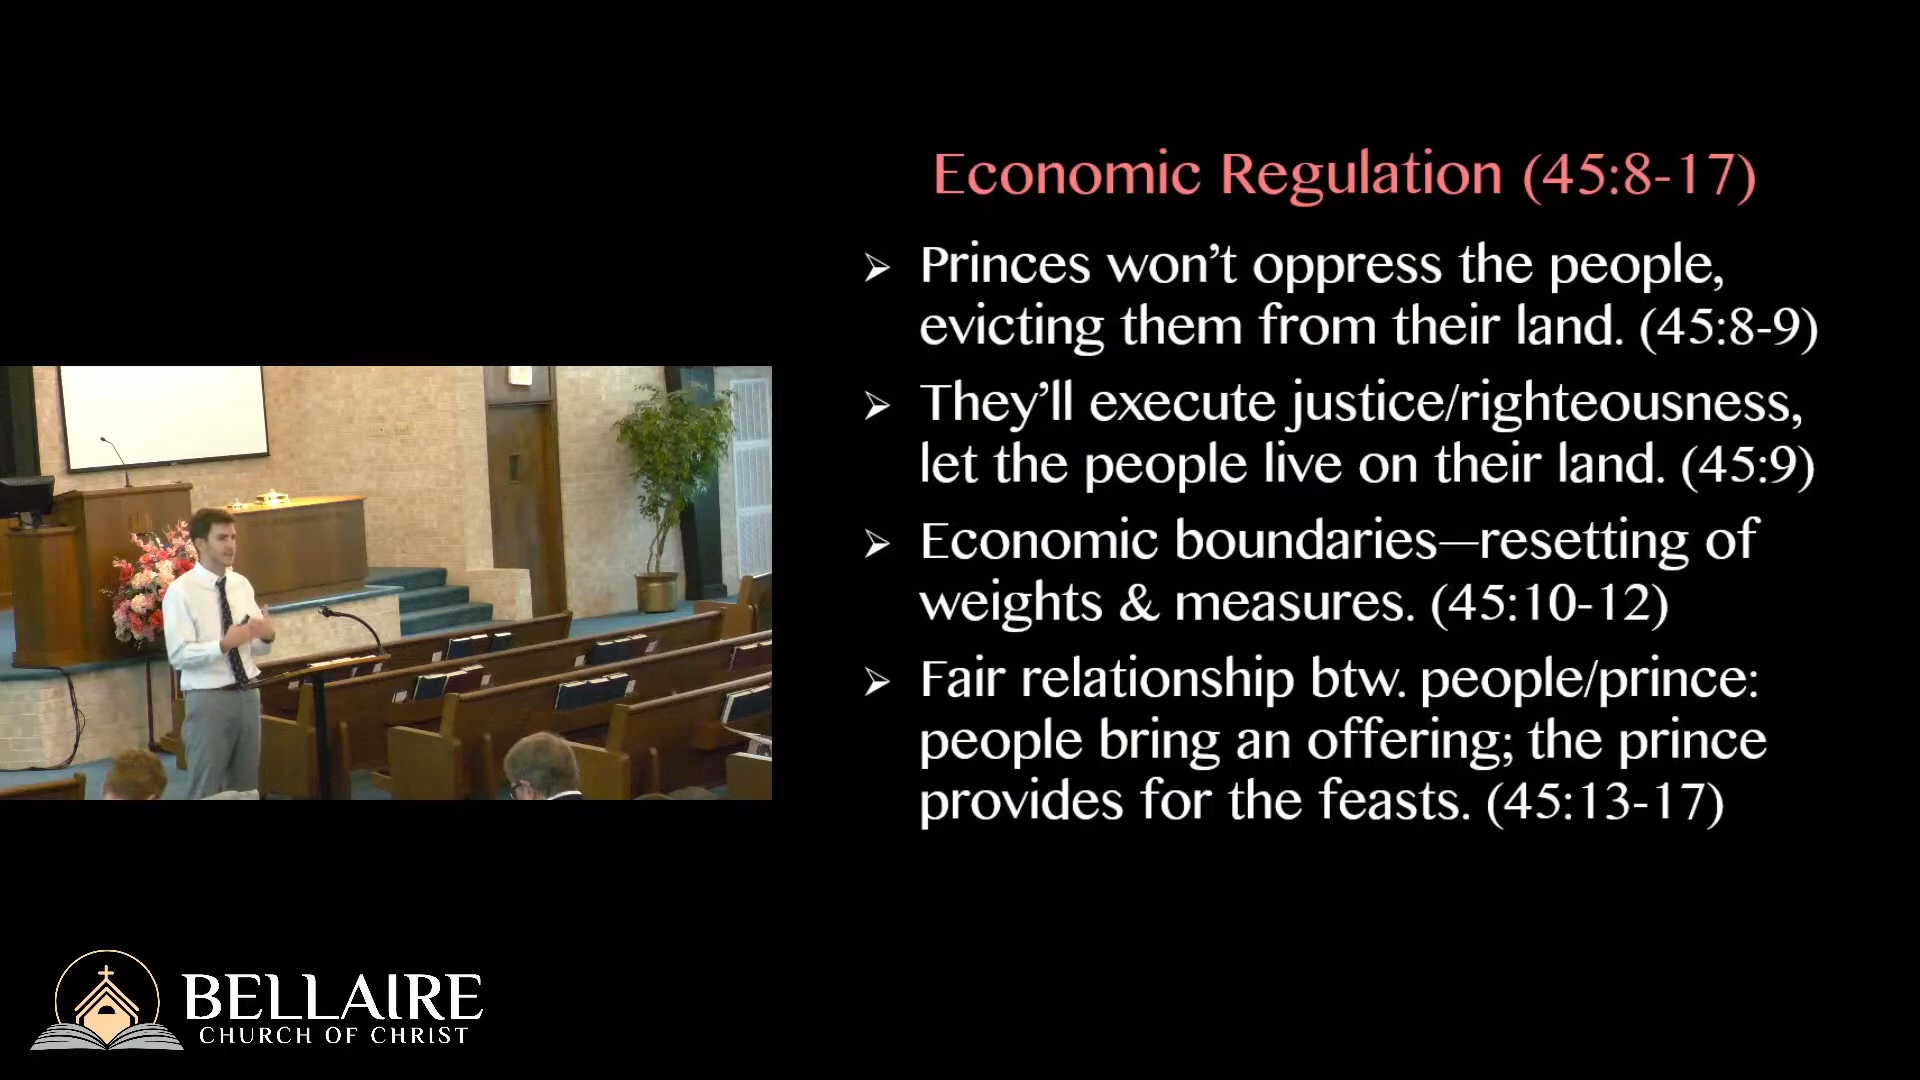 Economic Regulation (45:8-17)
➢ Princes won’t oppress the people,
evicting them from their land. (45:8-9)
➢ They’ll execute justice/righteousness,
let the people live on their land. (45:9)
➢ Economic boundaries—resetting of
weights & measures. (45:10-12)
➢ Fair relationship btw. people/prince:
people bring an offering; the prince
provides for the feasts. (45:13-17)
BELLAIRE
CHURCH OF CHRIST